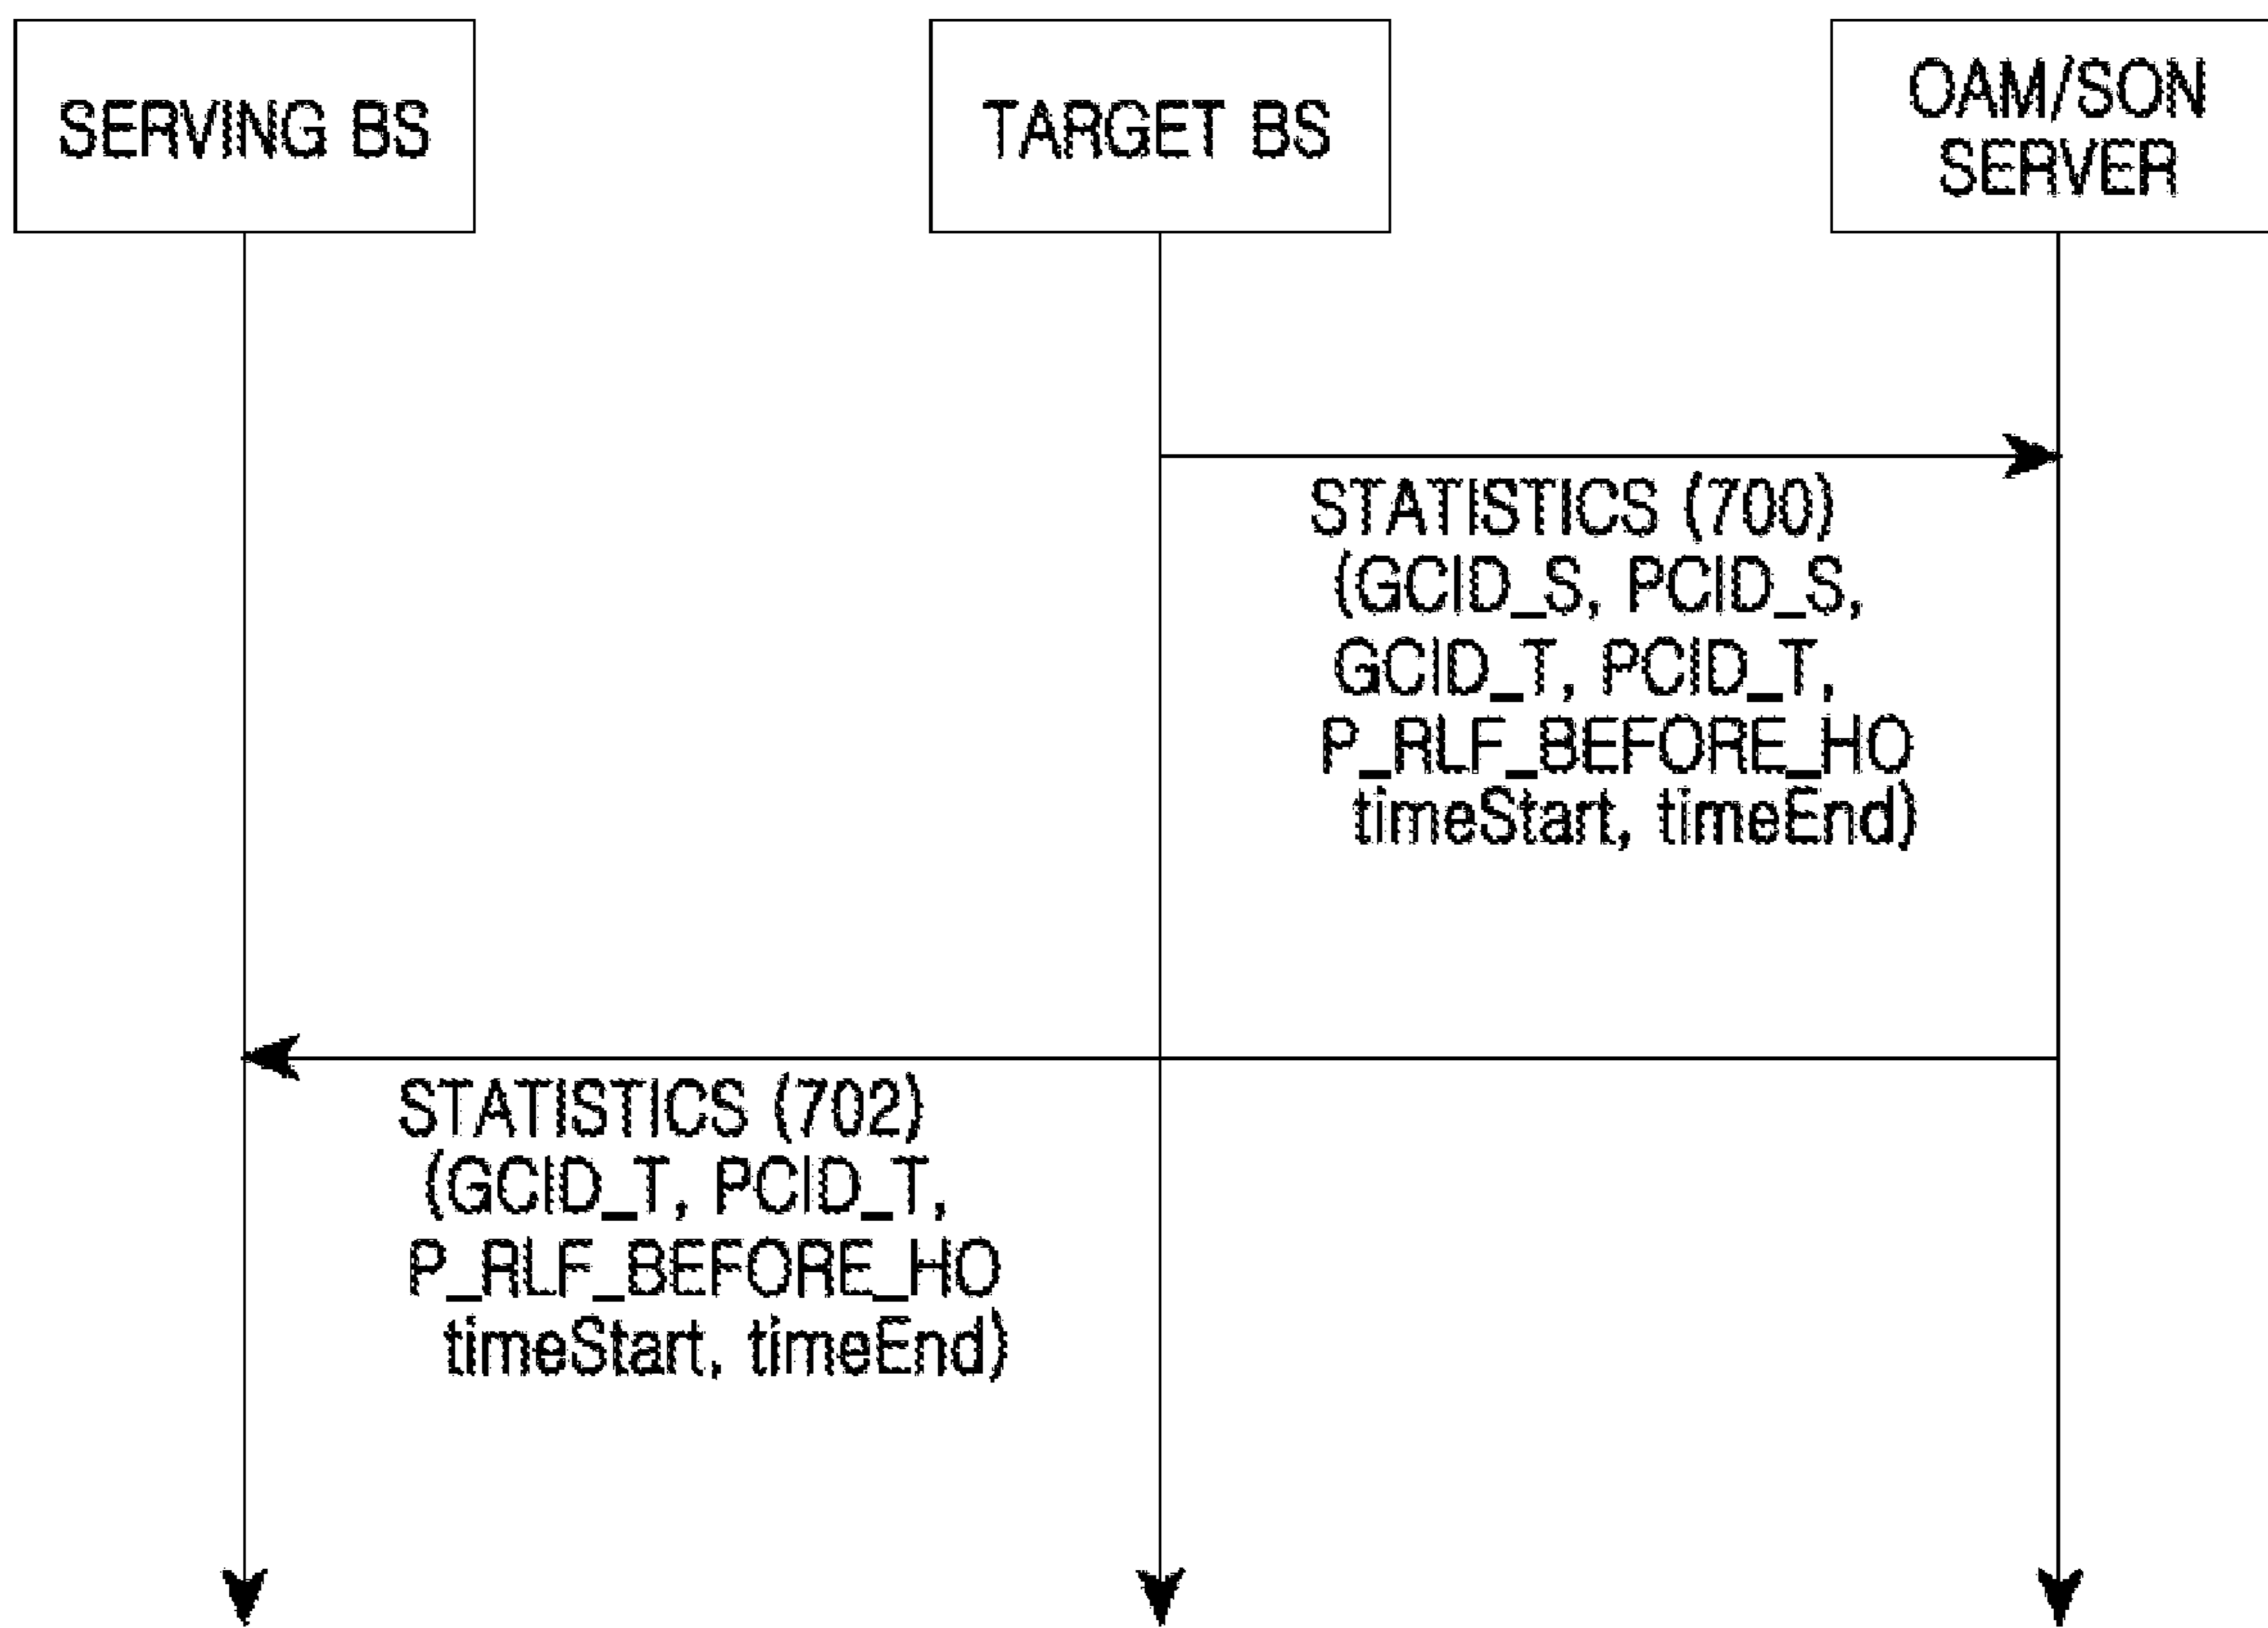 SERVING BS
TARGET BS
OAM/SON
SERVER
STATISTICS (700)
(GCID_S, PCID_S,
GCID_T, PCID_T,
P_RLF_BEFORE_HO
timeStart, timeEnd)
STATISTICS (702)
(GCID_T, PCID_T,
P_RLF_BEFORE_HO
timeStart, timeEnd)